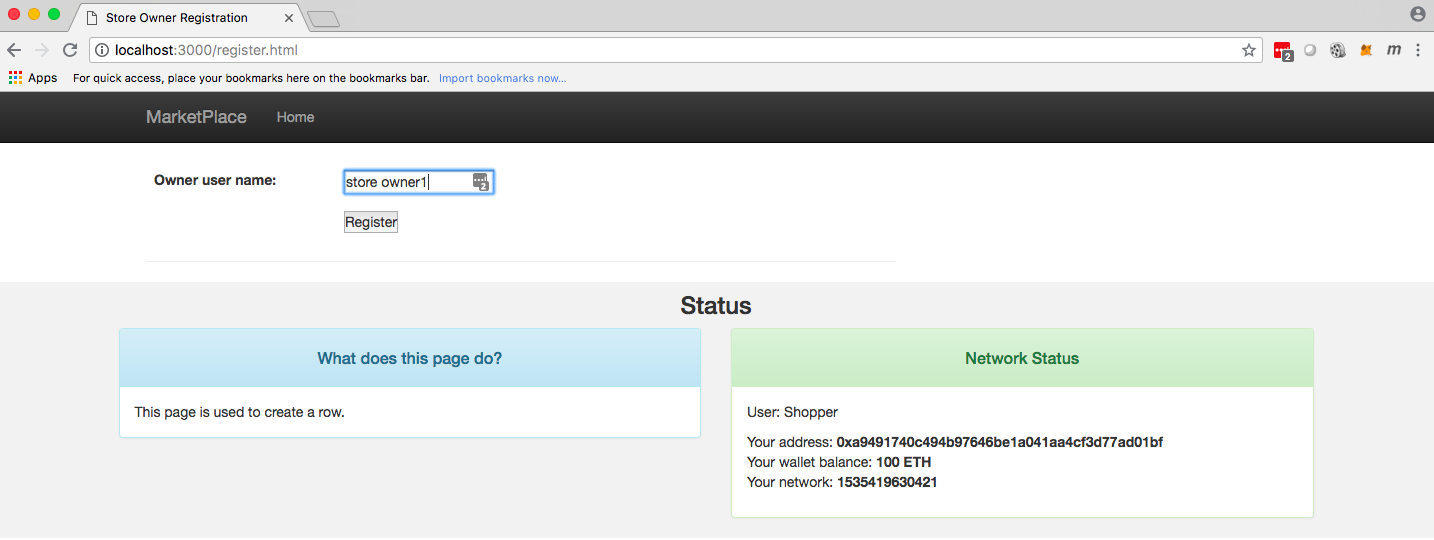 Store Owner Registration
localhost:3000/register.html
2
m
Apps For quick access, place your bookmarks here on the bookmarks bar. Import bookmarks now...
MarketPlace Home
Owner user name: store owner1
2
Register
Status
What does this page do?
This page is used to create a row.
Network Status
User: Shopper
Your address: 0xa9491740c494b97646be1a041aa4cf3d77ad01bf
Your wallet balance: 100 ETH
Your network: 1535419630421